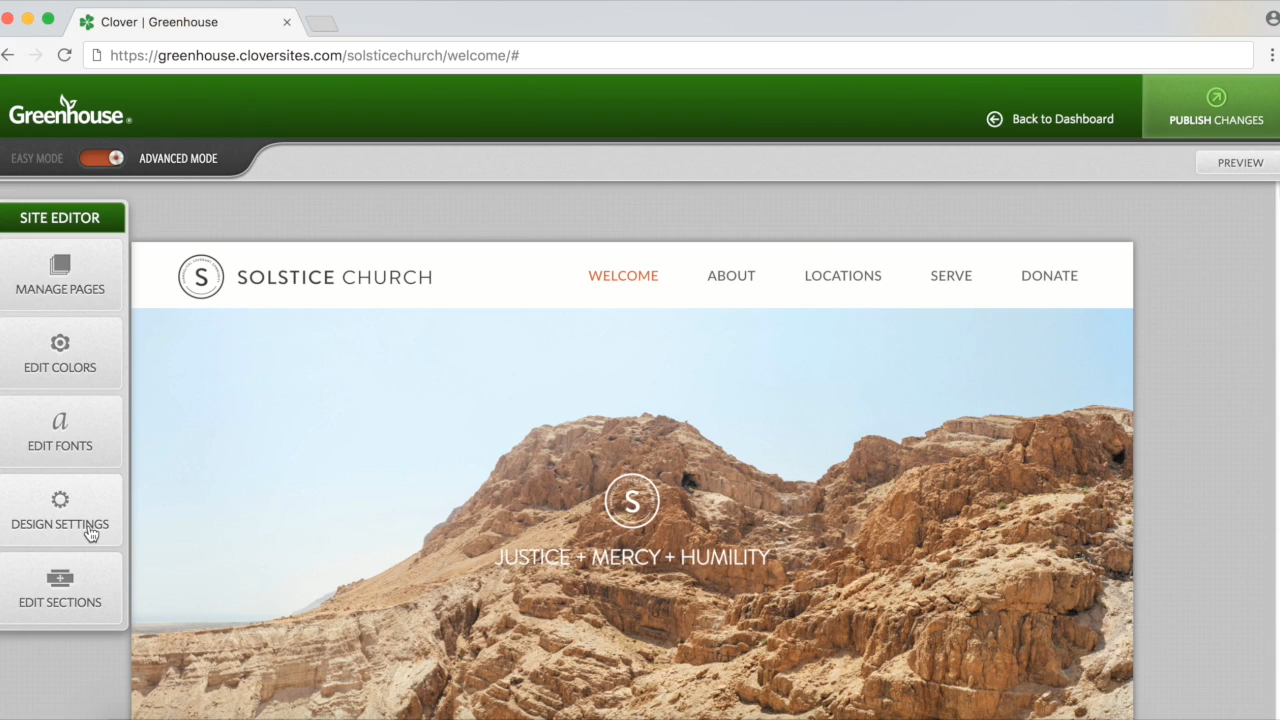 Clover | Greenhouse
https://greenhouse.cloversites.com/solsticechurch/welcome/#
Greenhouse®
Back to Dashboard
PUBLISH CHANGES
EASY MODE
ADVANCED MODE
PREVIEW
SITE EDITOR
MANAGE PAGES
EDIT COLORS
a
EDIT FONTS
DESIGN SETTINGS
EDIT SECTIONS
S
SOLSTICE CHURCH
WELCOME
ABOUT
LOCATIONS
SERVE
DONATE
S
JUSTICE + MERCY + HUMILITY